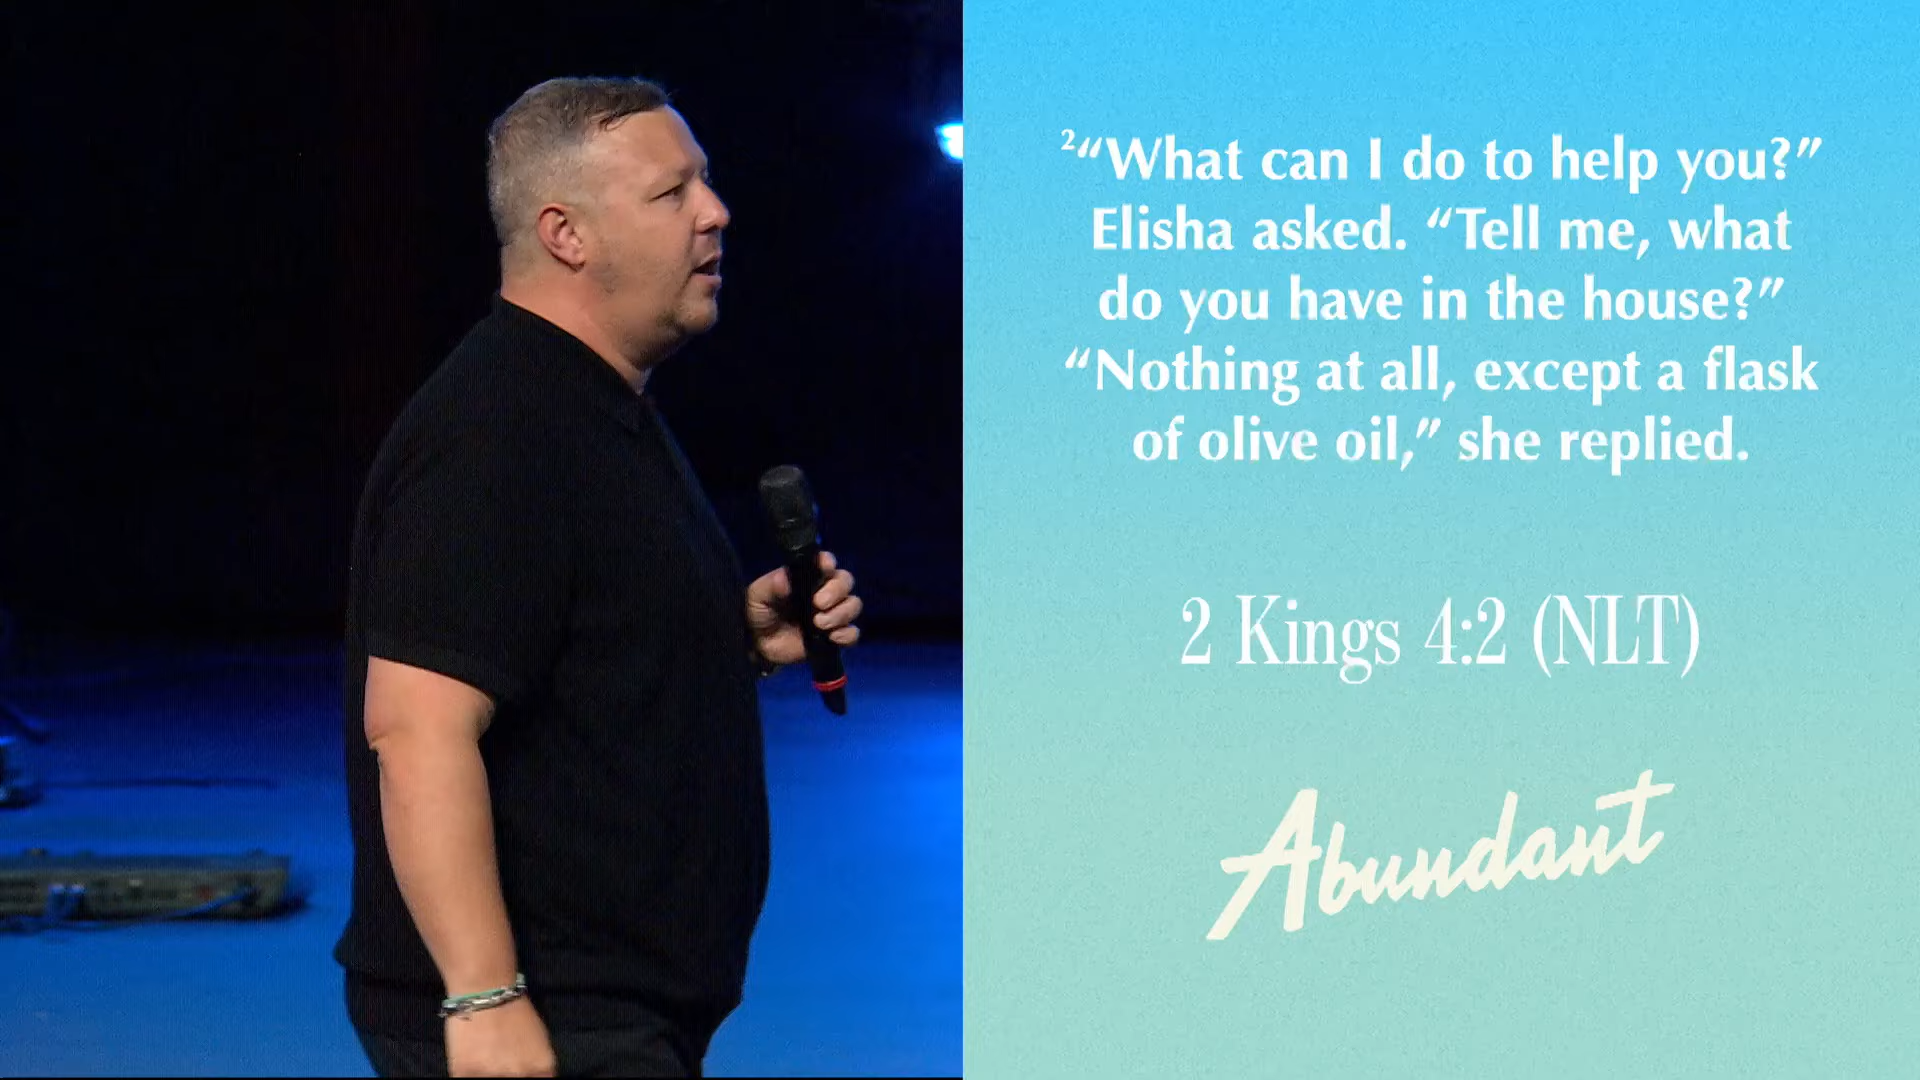 ²“What can I do to help you?”
Elisha asked. “Tell me, what
do you have in the house?”
“Nothing at all, except a flask
of olive oil,” she replied.
2 Kings 4:2 (NLT)
Abundant